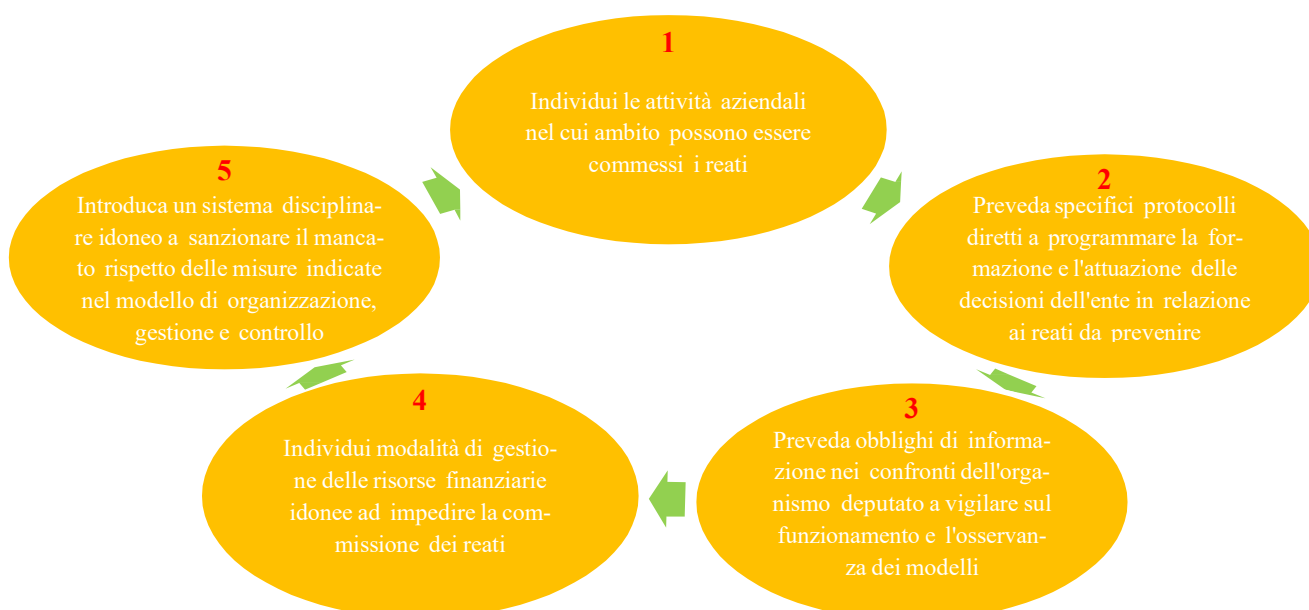 1
Individui le attività aziendali
nel cui ambito possono essere
commessi i reati
2
Preveda specifici protocolli
diretti a programmare la for-
mazione e l'attuazione delle
decisioni dell'ente in relazione
ai reati da prevenire
3
Preveda obblighi di informa-
zione nei confronti dell'orga-
nismo deputato a vigilare sul
funzionamento e l'osservan-
za dei modelli
4
Individui modalità di gestio-
ne delle risorse finanziarie
idonee ad impedire la com-
missione dei reati
5
Introduca un sistema disciplina-
re idoneo a sanzionare il manca-
to rispetto delle misure indicate
nel modello di organizzazione,
gestione e controllo